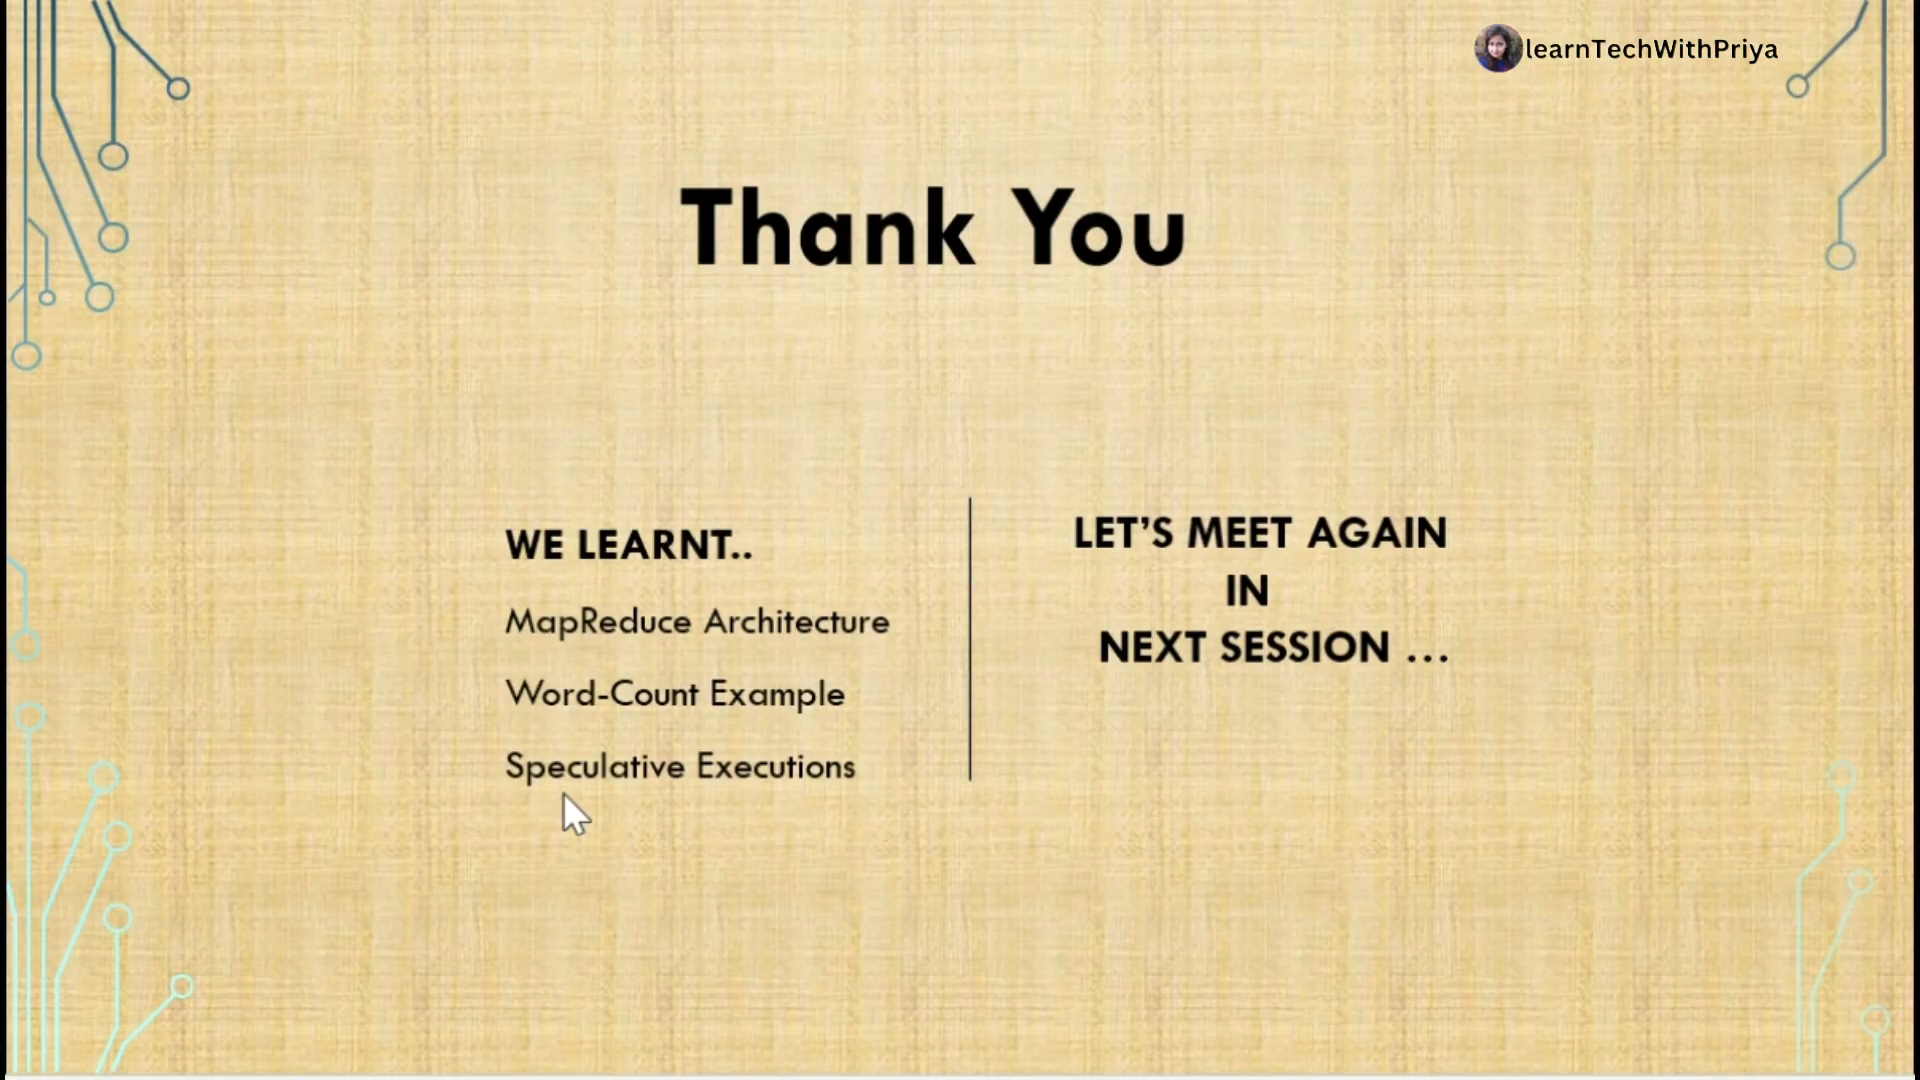 learnTechWithPriya
Thank You
WE LEARNT..
MapReduce Architecture
Word-Count Example
Speculative Executions
LET’S MEET AGAIN
IN
NEXT SESSION ...